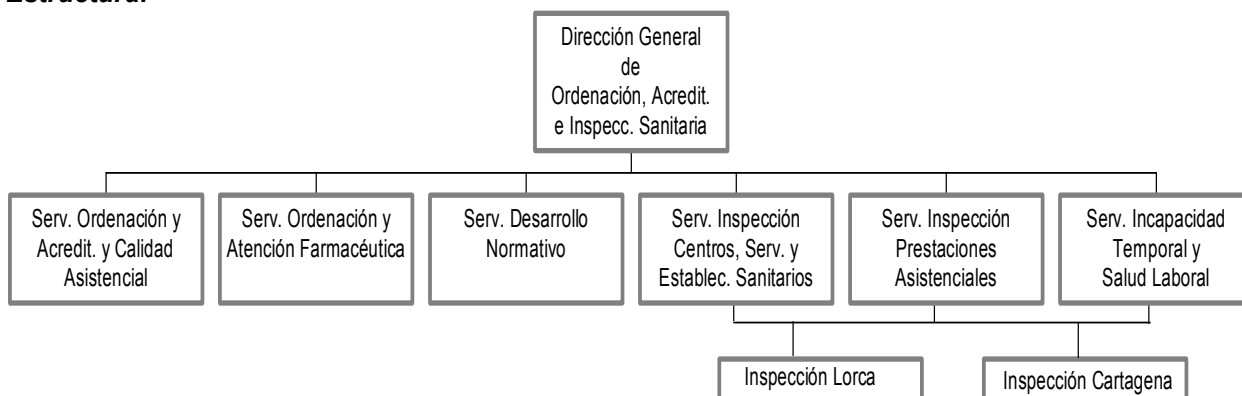 Estructura:
Dirección General
de
Ordenación, Acredit.
e Inspecc. Sanitaria
Serv. Ordenación y
Acredit. y Calidad
Asistencial
Serv. Ordenación y
Atención Farmacéutica
Serv. Desarrollo
Normativo
Serv. Inspección
Centros, Serv. y
Establec. Sanitarios
Serv. Inspección
Prestaciones
Asistenciales
Serv. Incapacidad
Temporal y
Salud Laboral
Inspección Lorca
Inspección Cartagena